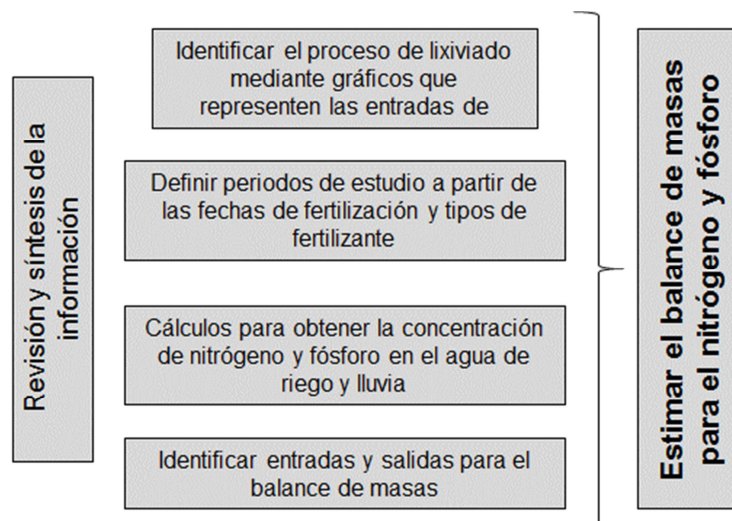 Revisión y síntesis de la
información
Identificar el proceso de lixiviado
mediante gráficos que
representen las entradas de
Definir periodos de estudio a partir de
las fechas de fertilización y tipos de
fertilizante
Cálculos para obtener la concentración
de nitrógeno y fósforo en el agua de
riego y lluvia
Identificar entradas y salidas para el
balance de masas
Estimar el balance de masas
para el nitrógeno y fósforo